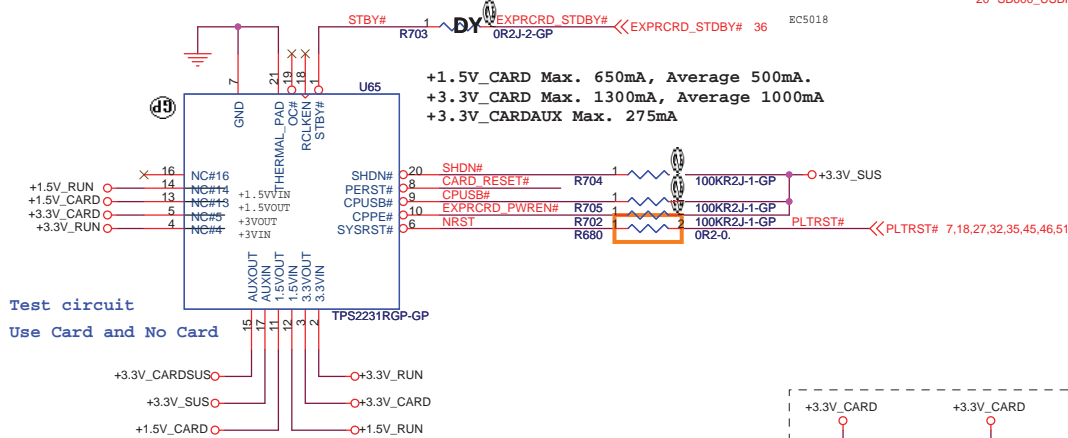 STBY#
1
R703
DY
0R2J-2-GP
EXPRCRD_STDBY#
EXPRCRD_STDBY# 36
EC5018
7
21
19
18
1
U65
GND
THERMAL_PAD
OC#
RCLKEN
STBY#
+1.5V_CARD Max. 650mA, Average 500mA.
+3.3V_CARD Max. 1300mA, Average 1000mA
+3.3V_CARDAUX Max. 275mA
GP
16 NC#16
+1.5V_RUN 14 NC#14 +1.5VVIN
+1.5V_CARD 13 NC#13 +1.5VOUT
+3.3V_CARD 5 NC#5 +3VOUT
+3.3V_RUN 4 NC#4 +3VIN
SHDN# 20 SHDN# R704 1 100KR2J-1-GP +3.3V_SUS
PERST# 8 CARD_RESET#
CPUSB# 9 CPUSB# R705 1 100KR2J-1-GP
CPPE# 10 EXPRCRD_PWREN# R702 1 100KR2J-1-GP
SYSRST# 6 NRST R680 1 2 0R2-0. PLTRST# PLTRST# 7,18,27,32,35,45,46,51
AUXOUT
AUXIN
1.5VOUT
1.5VIN
3.3VOUT
3.3VIN
15
17
11
12
3
2
TPS2231RGP-GP
Test circuit
Use Card and No Card
+3.3V_CARDSUS +3.3V_RUN
+3.3V_SUS +3.3V_CARD
+1.5V_CARD +1.5V_RUN
+3.3V_CARD +3.3V_CARD